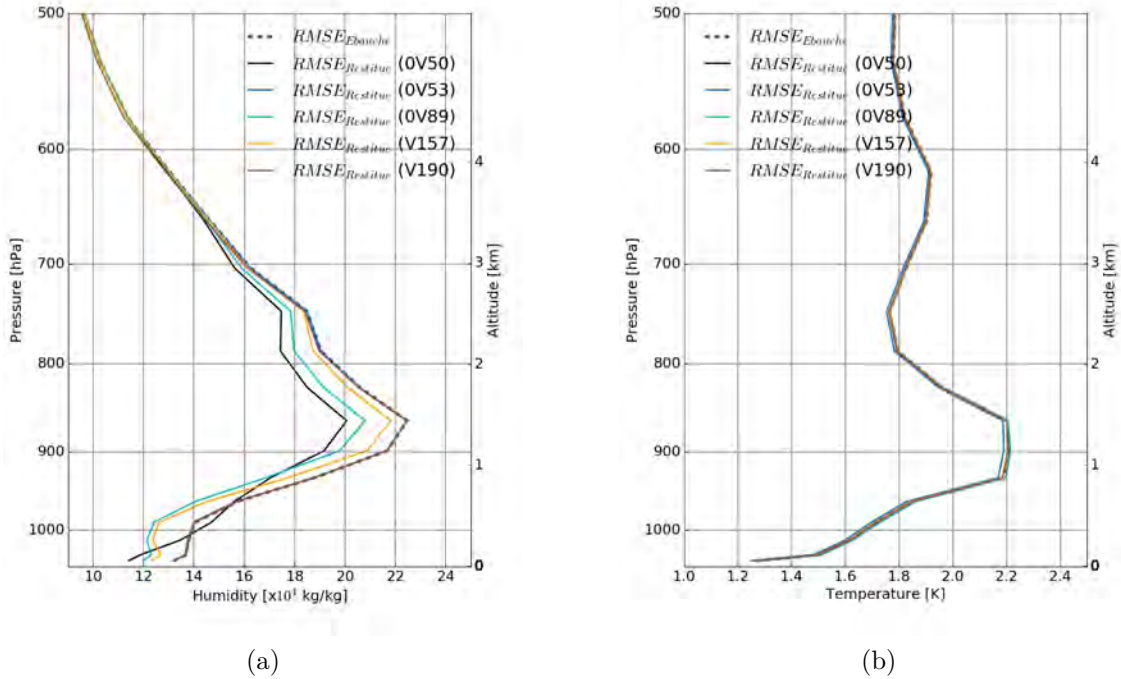 500
600
700
800
900
1000
Pressure [hPa]
RMSE_Ebauche
RMSE_Restitue (0V50)
RMSE_Restitue (0V53)
RMSE_Restitue (0V89)
RMSE_Restitue (V157)
RMSE_Restitue (V190)
4
3
2
1
0
Altitude [km]
10 12 14 16 18 20 22 24
Humidity [x10¹ kg/kg]
(a)
500
600
700
800
900
1000
Pressure [hPa]
RMSE_Ebauche
RMSE_Restitue (0V50)
RMSE_Restitue (0V53)
RMSE_Restitue (0V89)
RMSE_Restitue (V157)
RMSE_Restitue (V190)
4
3
2
1
0
Altitude [km]
1.0 1.2 1.4 1.6 1.8 2.0 2.2 2.4
Temperature [K]
(b)